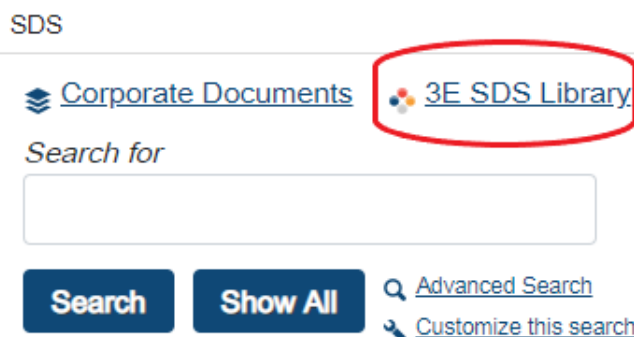 SDS
Corporate Documents 3E SDS Library
Search for
Search Show All Advanced Search
Customize this search